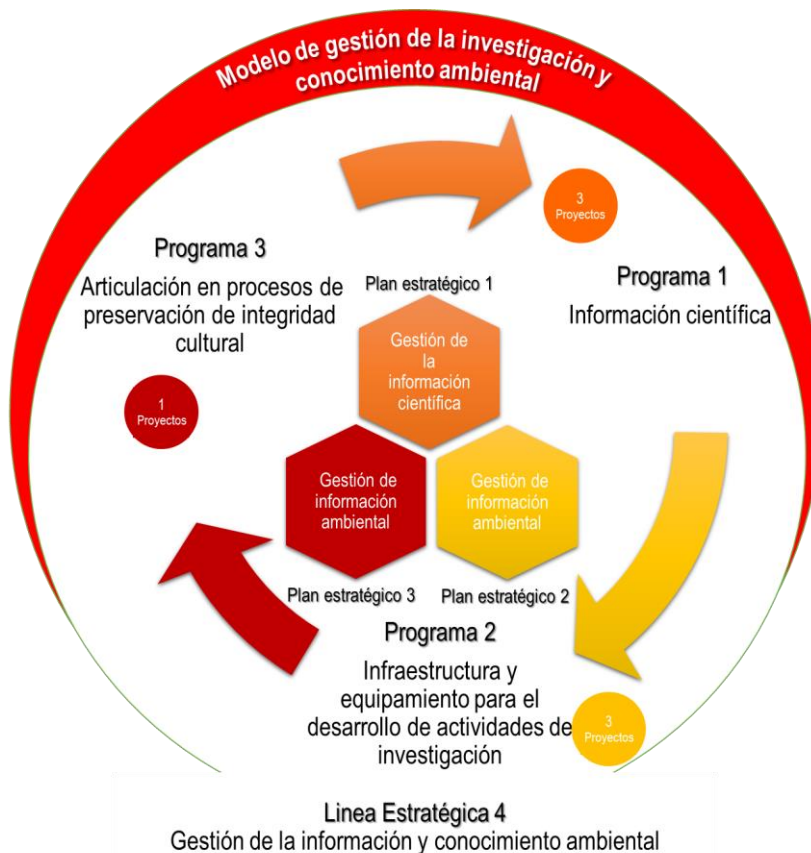 Modelo de gestión de la investigación y
conocimiento ambiental
3
Proyectos
Programa 3
Articulación en procesos de
preservación de integridad
cultural
Plan estratégico 1
Programa 1
Información científica
Gestión de
la
información
científica
1
Proyectos
Gestión de
información
ambiental
Gestión de
información
ambiental
Plan estratégico 3
Plan estratégico 2
Programa 2
Infraestructura y
equipamiento para el
desarrollo de actividades de
investigación
3
Proyectos
Linea Estratégica 4
Gestión de la información y conocimiento ambiental